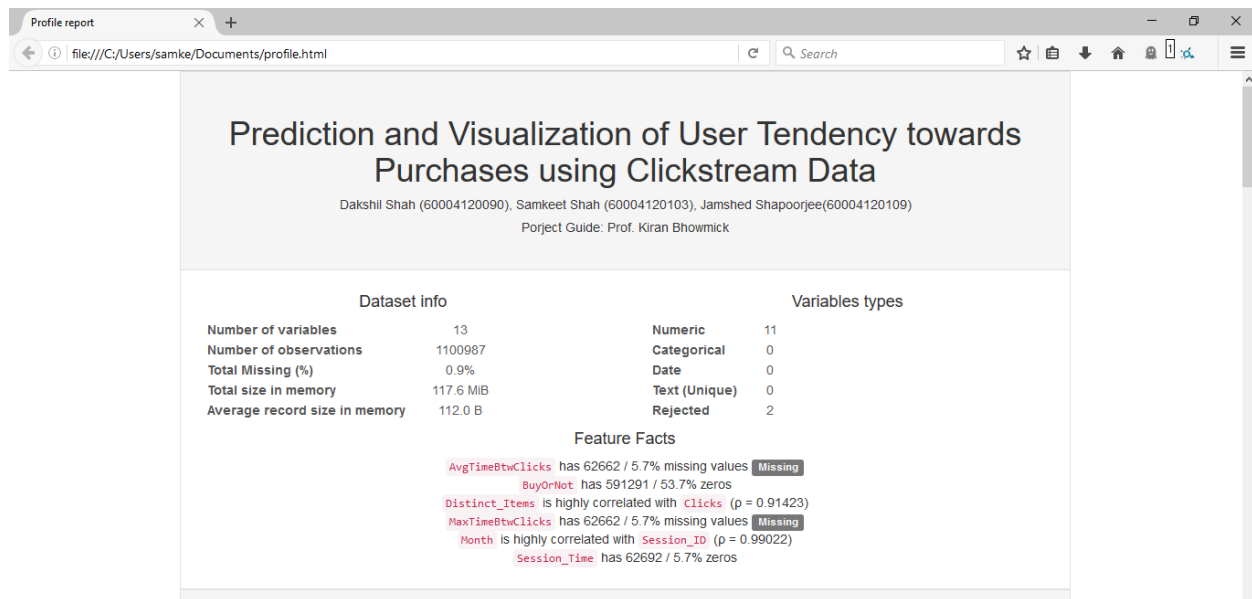 Profile report
file:///C:/Users/samke/Documents/profile.html
Search
1
Prediction and Visualization of User Tendency towards
Purchases using Clickstream Data
Dakshil Shah (60004120090), Samkeet Shah (60004120103), Jamshed Shapoorjee(60004120109)
Porject Guide: Prof. Kiran Bhowmick
Dataset info
Number of variables 13
Number of observations 1100987
Total Missing (%) 0.9%
Total size in memory 117.6 MiB
Average record size in memory 112.0 B
Variables types
Numeric 11
Categorical 0
Date 0
Text (Unique) 0
Rejected 2
Feature Facts
AvgTimeBtwClicks has 62662 / 5.7% missing values Missing
BuyOrNot has 591291 / 53.7% zeros
Distinct_Items is highly correlated with Clicks (ρ = 0.91423)
MaxTimeBtwClicks has 62662 / 5.7% missing values Missing
Month is highly correlated with Session_ID (ρ = 0.99022)
Session_Time has 62692 / 5.7% zeros